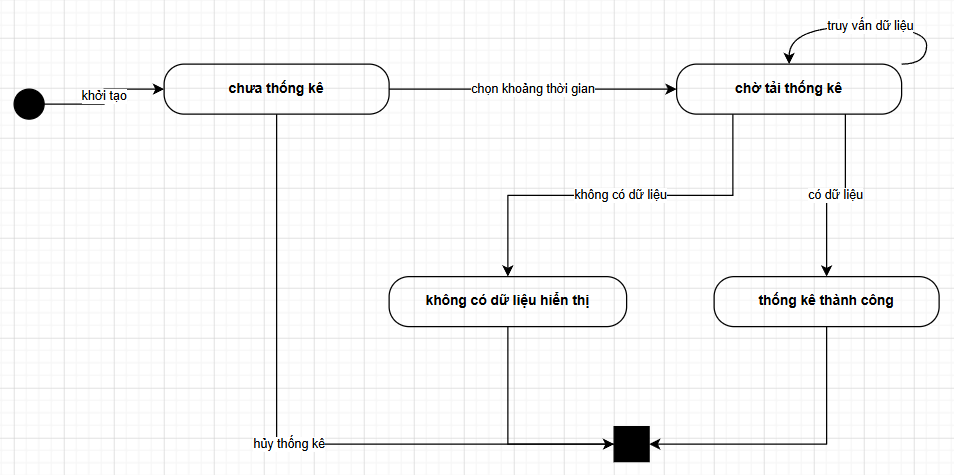 truy vấn dữ liệu
khởi tạo
chưa thống kê
chọn khoảng thời gian
chờ tải thống kê
không có dữ liệu
có dữ liệu
không có dữ liệu hiển thị
thống kê thành công
hủy thống kê